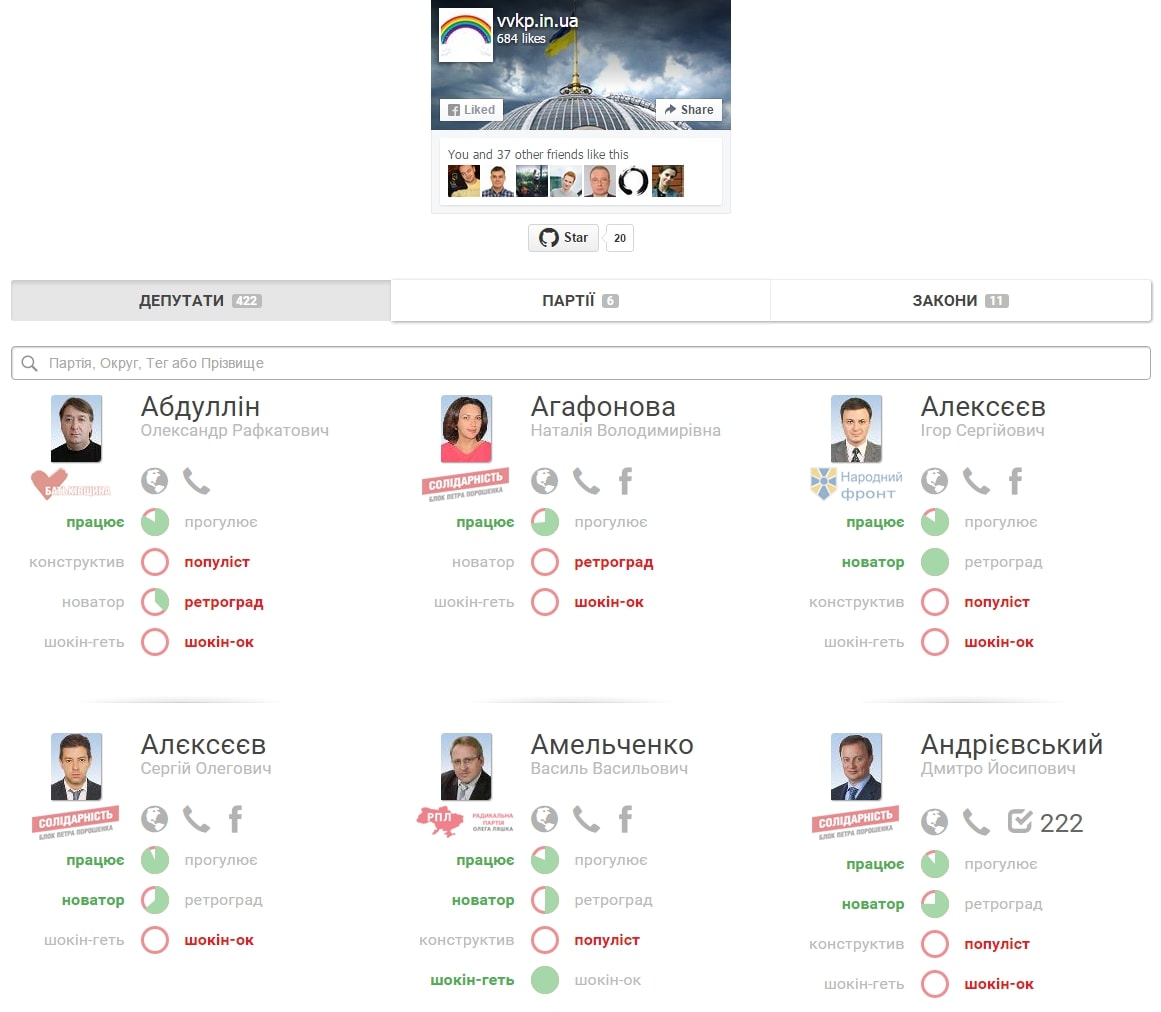 vvkp.in.ua
684 likes
Liked
Share
You and 37 other friends like this
Star
20
ДЕПУТАТИ 422
ПАРТІЇ 6
ЗАКОНИ 11
Партія, Округ, Тег або Прізвище
Абдуллін
Олександр Рафкатович
БАТЬКІВЩИНА
працює прогулює
конструктив популіст
новатор ретроград
шокін-геть шокін-ок
Агафонова
Наталія Володимирівна
СОЛІДАРНІСТЬ
БЛОК ПЕТРА ПОРОШЕНКА
працює прогулює
новатор ретроград
шокін-геть шокін-ок
Алексєєв
Ігор Сергійович
Народний
фронт
працює прогулює
новатор ретроград
конструктив популіст
шокін-геть шокін-ок
Алєксєєв
Сергій Олегович
СОЛІДАРНІСТЬ
БЛОК ПЕТРА ПОРОШЕНКА
працює прогулює
новатор ретроград
шокін-геть шокін-ок
Амельченко
Василь Васильович
РПЛ
РАДИКАЛЬНА
ПАРТІЯ
ОЛЕГА ЛЯШКА
працює прогулює
новатор ретроград
конструктив популіст
шокін-геть шокін-ок
Андрієвський
Дмитро Йосипович
СОЛІДАРНІСТЬ
БЛОК ПЕТРА ПОРОШЕНКА
222
працює прогулює
новатор ретроград
конструктив популіст
шокін-геть шокін-ок